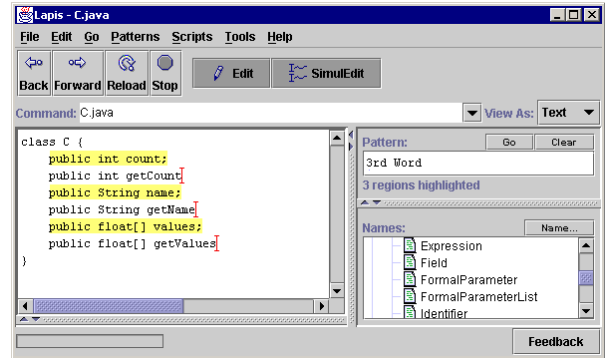 Lapis - C.java
File Edit Go Patterns Scripts Tools Help
Back Forward Reload Stop Edit SimulEdit
Command: C.java View As: Text
class C {
public int count;
public int getCount
public String name;
public String getName
public float[] values;
public float[] getValues
}
Pattern: Go Clear
3rd Word
3 regions highlighted
Names: Name...
Expression
Field
FormalParameter
FormalParameterList
Identifier
Feedback